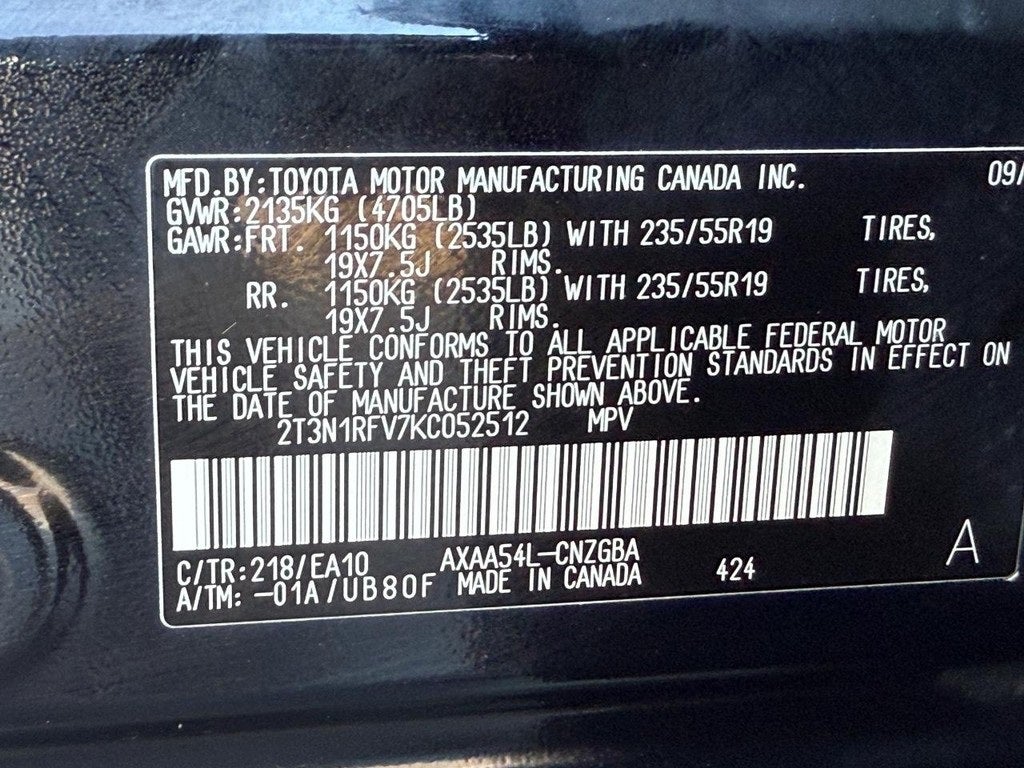 MFD.BY:TOYOTA MOTOR MANUFACTURING CANADA INC. 09/
GVWR:2135KG (4705LB)
GAWR:FRT. 1150KG (2535LB) WITH 235/55R19 TIRES,
19X7.5J RIMS.
RR. 1150KG (2535LB) WITH 235/55R19 TIRES,
19X7.5J RIMS.
THIS VEHICLE CONFORMS TO ALL APPLICABLE FEDERAL MOTOR
VEHICLE SAFETY AND THEFT PREVENTION STANDARDS IN EFFECT ON
THE DATE OF MANUFACTURE SHOWN ABOVE.
2T3N1RFV7KC052512 MPV
C/TR:218/EA10 AXAA54L-CNZGBA
A/TM:-01A/UB80F MADE IN CANADA 424 A